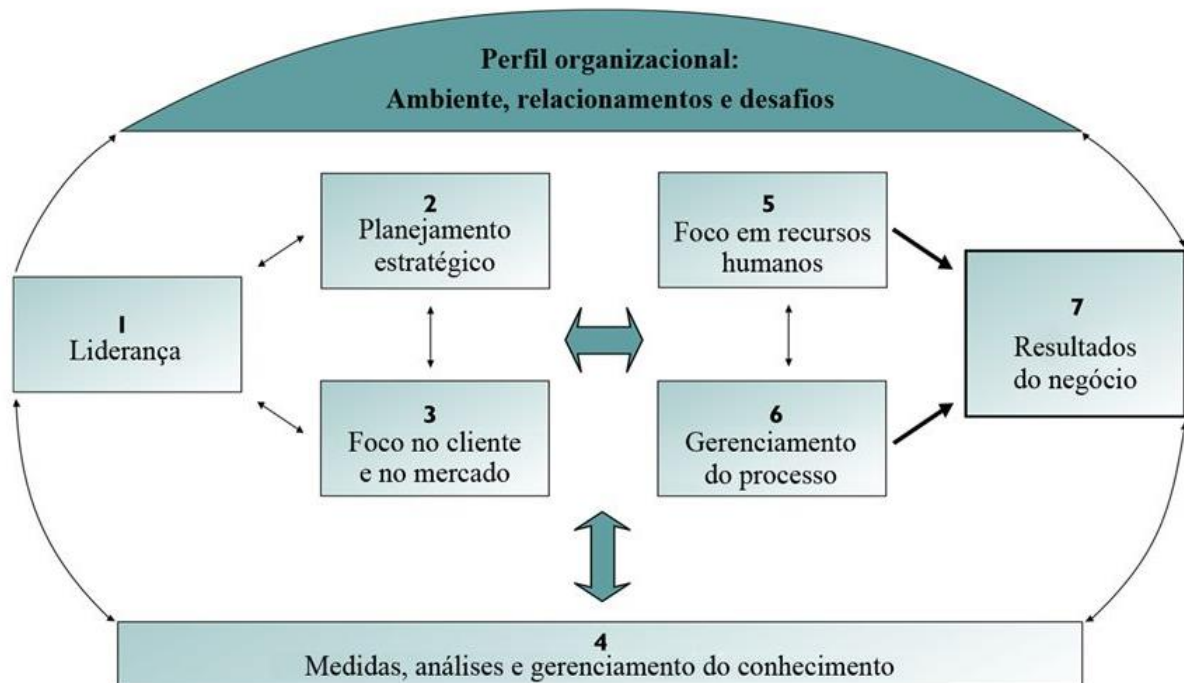 Perfil organizacional:
Ambiente, relacionamentos e desafios
2
Planejamento
estratégico
5
Foco em recursos
humanos
1
Liderança
7
Resultados
do negócio
3
Foco no cliente
e no mercado
6
Gerenciamento
do processo
4
Medidas, análises e gerenciamento do conhecimento